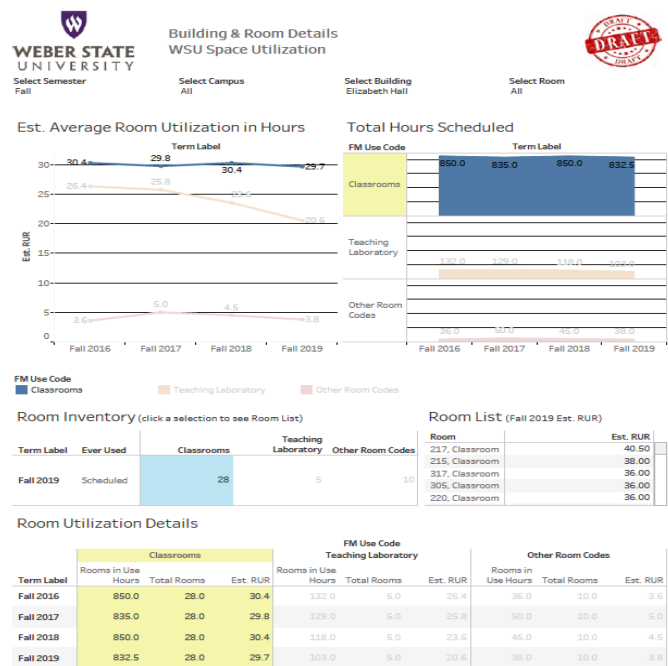 WEBER STATE
UNIVERSITY
Building & Room Details
WSU Space Utilization
DRAFT
DRAFT
DRAFT
Select Semester
Fall
Select Campus
All
Select Building
Elizabeth Hall
Select Room
All
Est. Average Room Utilization in Hours
Term Label
Est. RUR
30
25
20
15
10
5
0
30.4
29.8
30.4
29.7
26.4
25.8
23.6
20.6
3.6
5.0
4.5
3.8
Fall 2016 Fall 2017 Fall 2018 Fall 2019
Total Hours Scheduled
FM Use Code Term Label
Classrooms
850.0 835.0 850.0 832.5
Teaching
Laboratory
132.0 129.0 118.0 103.0
Other Room
Codes
36.0 50.0 45.0 38.0
Fall 2016 Fall 2017 Fall 2018 Fall 2019
FM Use Code
Classrooms Teaching Laboratory Other Room Codes
Room Inventory (click a selection to see Room List)
Term Label Ever Used Classrooms Teaching Laboratory Other Room Codes
Fall 2019 Scheduled 28 5 10
Room List (Fall 2019 Est. RUR)
Room Est. RUR
217, Classroom 40.50
215, Classroom 38.00
317, Classroom 36.00
305, Classroom 36.00
220, Classroom 36.00
Room Utilization Details
FM Use Code
Classrooms Teaching Laboratory Other Room Codes
Term Label Rooms in Use Hours Total Rooms Est. RUR Rooms in Use Hours Total Rooms Est. RUR Rooms in Use Hours Total Rooms Est. RUR
Fall 2016 850.0 28.0 30.4 132.0 5.0 26.4 36.0 10.0 3.6
Fall 2017 835.0 28.0 29.8 129.0 5.0 25.8 50.0 10.0 5.0
Fall 2018 850.0 28.0 30.4 118.0 5.0 23.6 45.0 10.0 4.5
Fall 2019 832.5 28.0 29.7 103.0 5.0 20.6 38.0 10.0 3.8